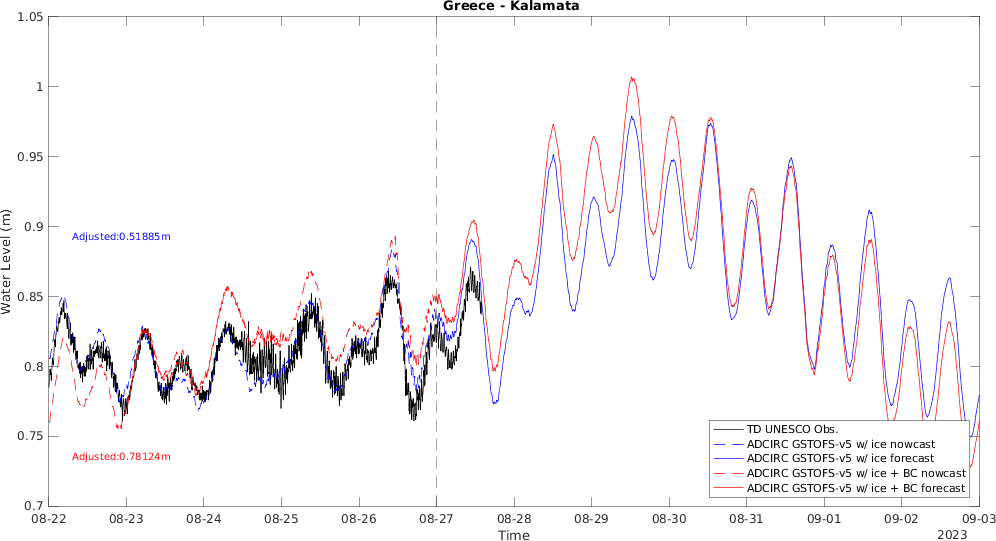 Greece - Kalamata
1.05
1
0.95
0.9
0.85
0.8
0.75
0.7
Water Level (m)
Adjusted:0.51885m
Adjusted:0.78124m
TD UNESCO Obs.
ADCIRC GSTOFS-v5 w/ ice nowcast
ADCIRC GSTOFS-v5 w/ ice forecast
ADCIRC GSTOFS-v5 w/ ice + BC nowcast
ADCIRC GSTOFS-v5 w/ ice + BC forecast
08-22 08-23 08-24 08-25 08-26 08-27 08-28 08-29 08-30 08-31 09-01 09-02 09-03
Time
2023